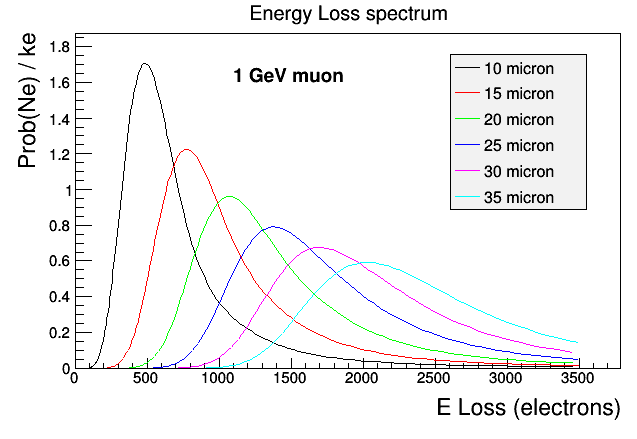 Energy Loss spectrum
Prob(Ne) / ke
1.8
1.6
1.4
1.2
1
0.8
0.6
0.4
0.2
0
1 GeV muon
10 micron
15 micron
20 micron
25 micron
30 micron
35 micron
0 500 1000 1500 2000 2500 3000 3500
E Loss (electrons)